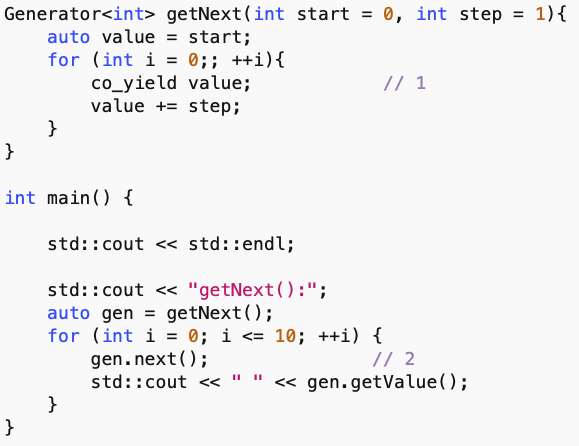 Generator<int> getNext(int start = 0, int step = 1){
    auto value = start;
    for (int i = 0;; ++i){
        co_yield value;            // 1
        value += step;
    }
}

int main() {

    std::cout << std::endl;

    std::cout << "getNext():";
    auto gen = getNext();
    for (int i = 0; i <= 10; ++i) {
        gen.next();               // 2
        std::cout << " " << gen.getValue();
    }
}